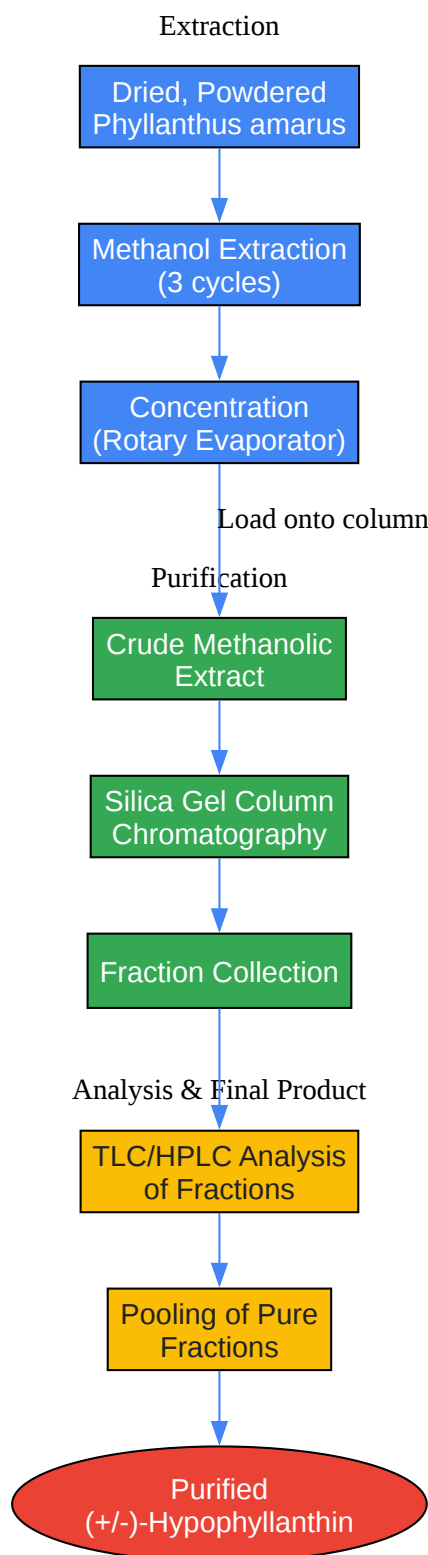 Extraction
Dried, Powdered
Phyllanthus amarus
Methanol Extraction
(3 cycles)
Concentration
(Rotary Evaporator)
Load onto column
Purification
Crude Methanolic
Extract
Silica Gel Column
Chromatography
Fraction Collection
Analysis & Final Product
TLC/HPLC Analysis
of Fractions
Pooling of Pure
Fractions
Purified
(+/-)-Hypophyllanthin